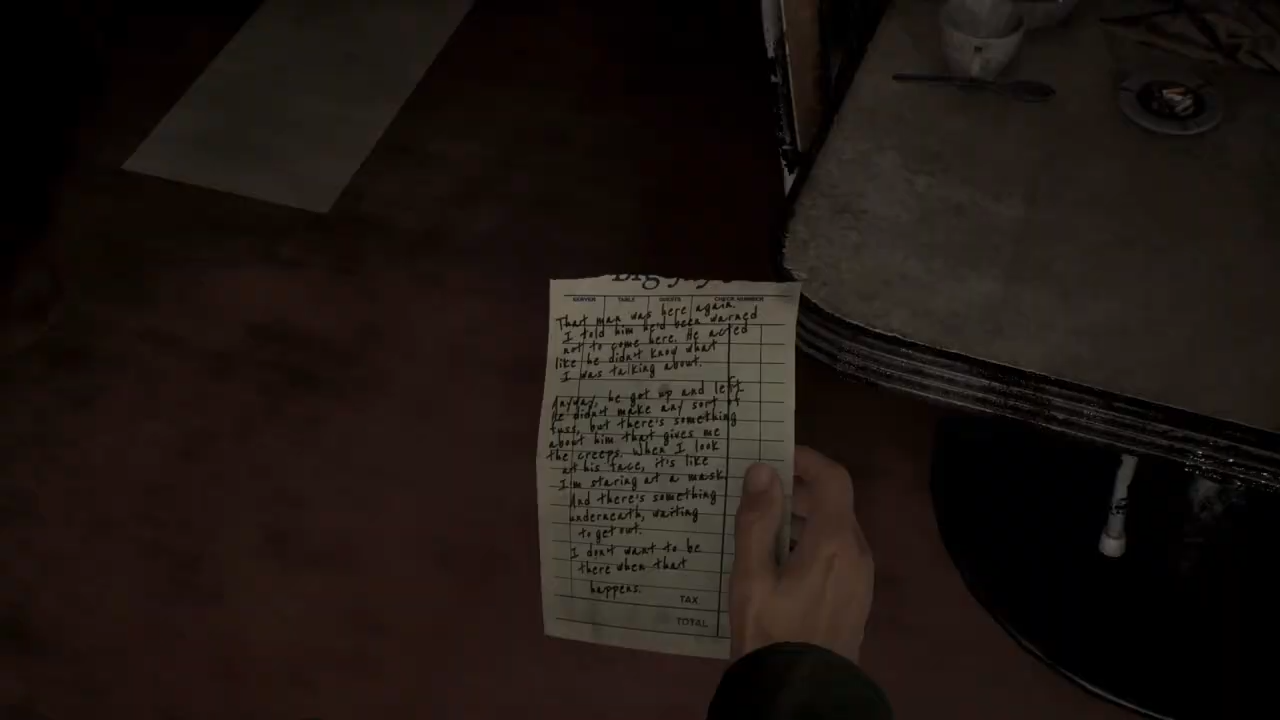 Big Jay's
SERVER TABLE GUESTS CHECK NUMBER
That man was here again.
I told him he'd been warned
not to come here. He acted
like he didn't know what
I was talking about.
Anyway, he got up and left
He didn't make any sort of
fuss, but there's something
about him that gives me
the creeps. When I look
at his face, it's like
I'm staring at a mask
And there's something
underneath, waiting
to get out.
I don't want to be
there when that
happens.
TAX
TOTAL